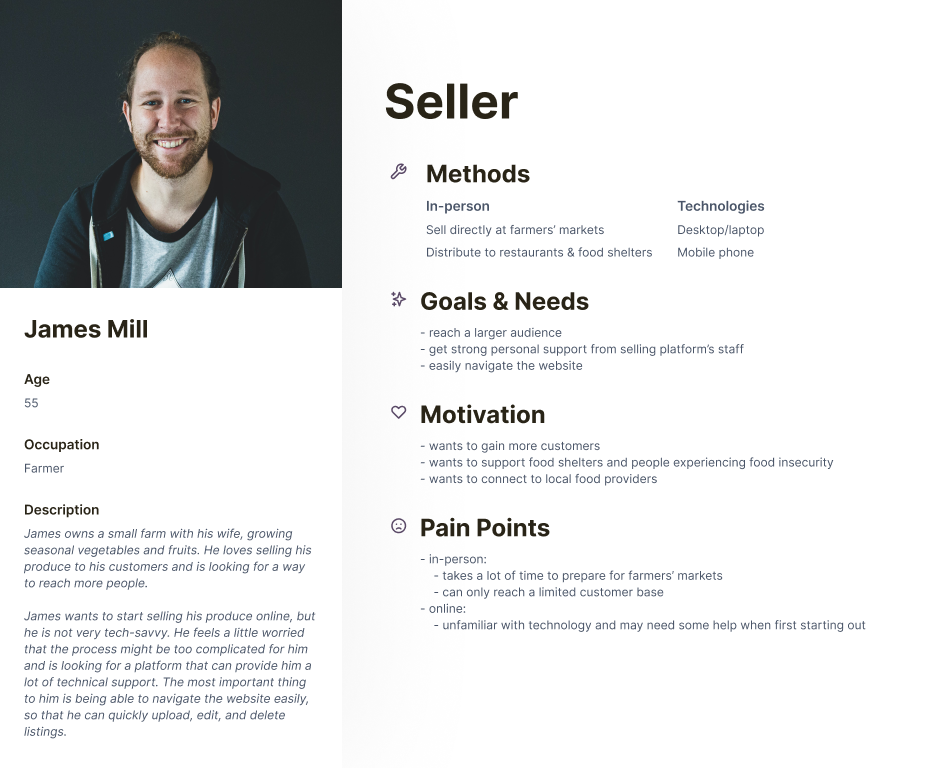 James Mill
Age
55
Occupation
Farmer
Description
James owns a small farm with his wife, growing
seasonal vegetables and fruits. He loves selling his
produce to his customers and is looking for a way
to reach more people.
James wants to start selling his produce online, but
he is not very tech-savvy. He feels a little worried
that the process might be too complicated for him
and is looking for a platform that can provide him a
lot of technical support. The most important thing
to him is being able to navigate the website easily,
so that he can quickly upload, edit, and delete
listings.
Seller
Methods
In-person
Sell directly at farmers’ markets
Distribute to restaurants & food shelters
Technologies
Desktop/laptop
Mobile phone
Goals & Needs
- reach a larger audience
- get strong personal support from selling platform’s staff
- easily navigate the website
Motivation
- wants to gain more customers
- wants to support food shelters and people experiencing food insecurity
- wants to connect to local food providers
Pain Points
- in-person:
- takes a lot of time to prepare for farmers’ markets
- can only reach a limited customer base
- online:
- unfamiliar with technology and may need some help when first starting out